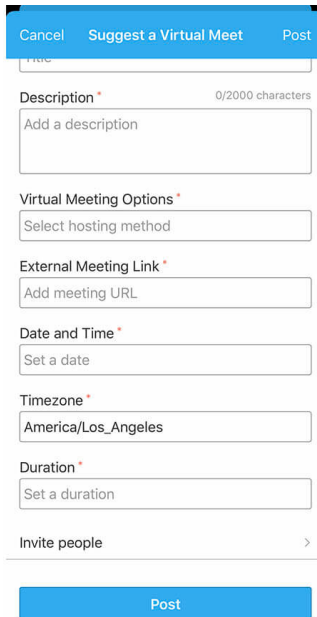 Cancel Suggest a Virtual Meet Post
Title
Description * 0/2000 characters
Add a description
Virtual Meeting Options *
Select hosting method
External Meeting Link *
Add meeting URL
Date and Time *
Set a date
Timezone *
America/Los_Angeles
Duration *
Set a duration
Invite people
Post